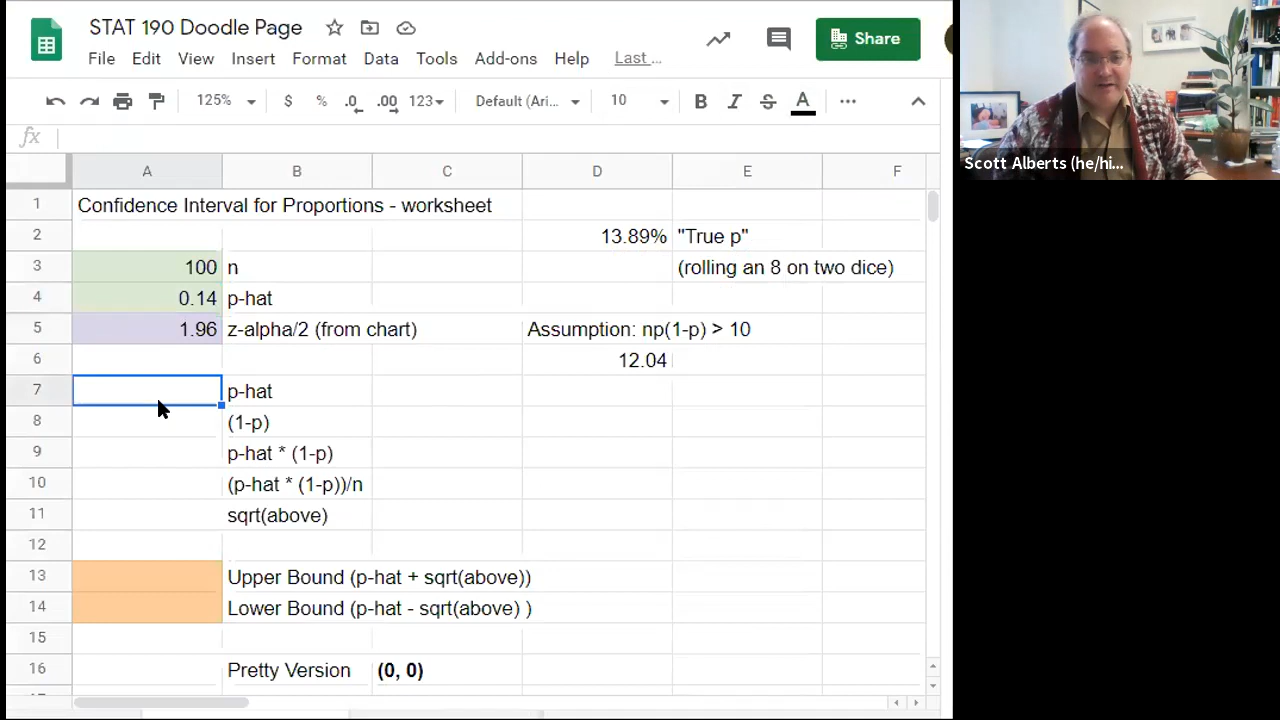 STAT 190 Doodle Page
File Edit View Insert Format Data Tools Add-ons Help Last ...
Share
125% $ % .0 .00 123 Default (Ari... 10 B I S A ...
fx
A B C D E F
1 Confidence Interval for Proportions - worksheet
2 13.89% "True p"
3 100 n (rolling an 8 on two dice)
4 0.14 p-hat
5 1.96 z-alpha/2 (from chart) Assumption: np(1-p) > 10
6 12.04
7 p-hat
8 (1-p)
9 p-hat * (1-p)
10 (p-hat * (1-p))/n
11 sqrt(above)
12
13 Upper Bound (p-hat + sqrt(above))
14 Lower Bound (p-hat - sqrt(above) )
15
16 Pretty Version (0, 0)
Scott Alberts (he/hi...